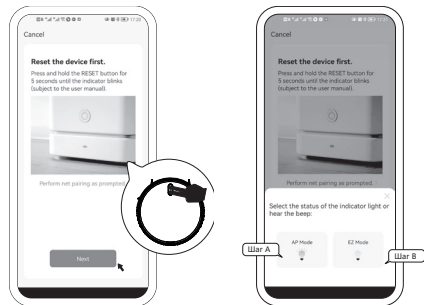 17:22
Cancel
Reset the device first.
Press and hold the RESET button for
5 seconds until the indicator blinks
(subject to the user manual).
Perform net pairing as prompted.
Next
Cancel
Reset the device first.
Press and hold the RESET button for
5 seconds until the indicator blinks
(subject to the user manual).
Perform net pairing as prompted.
Select the status of the indicator light or
hear the beep:
AP Mode
EZ Mode
Шаг A
Шаг B